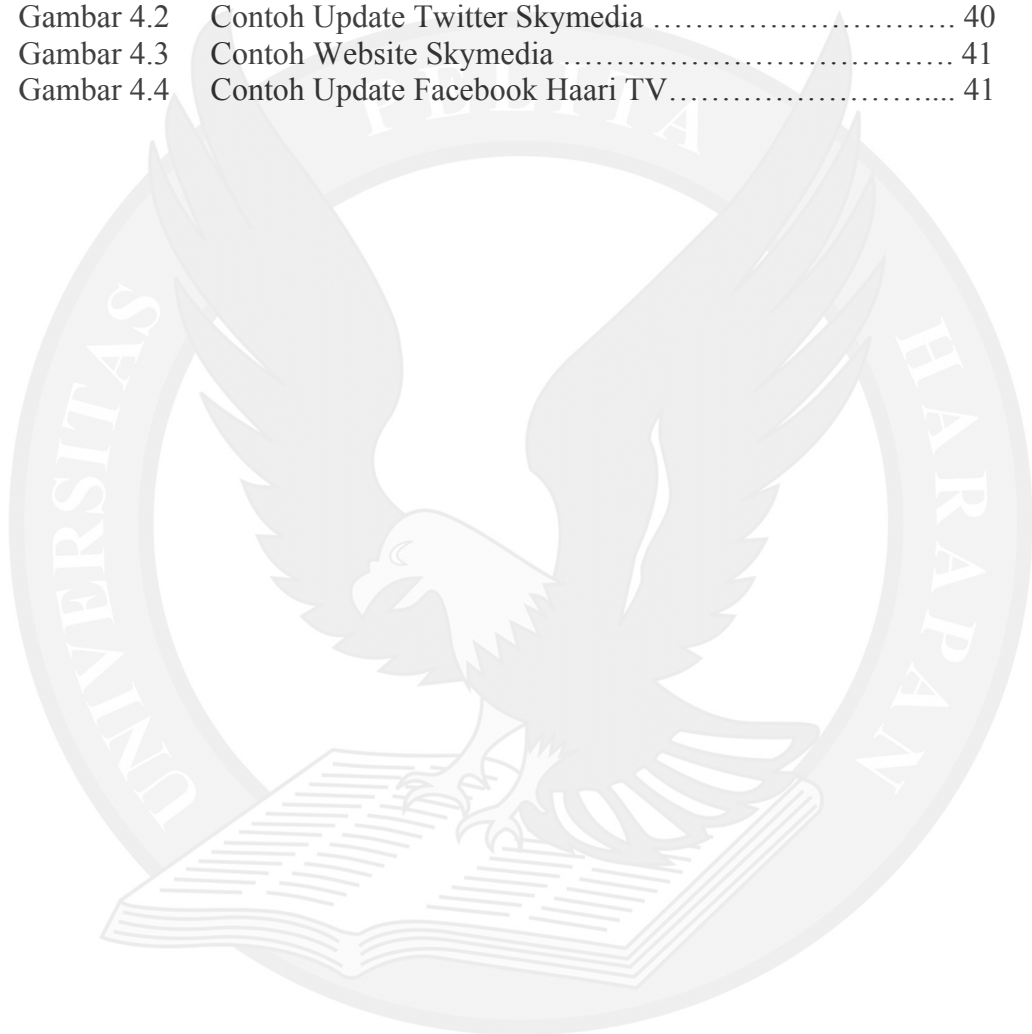 Gambar 4.2 Contoh Update Twitter Skymedia ……………………….. 40
Gambar 4.3 Contoh Website Skymedia ……………………………. 41
Gambar 4.4 Contoh Update Facebook Haari TV…………………….... 41
UNIVERSITAS PELITA HARAPAN